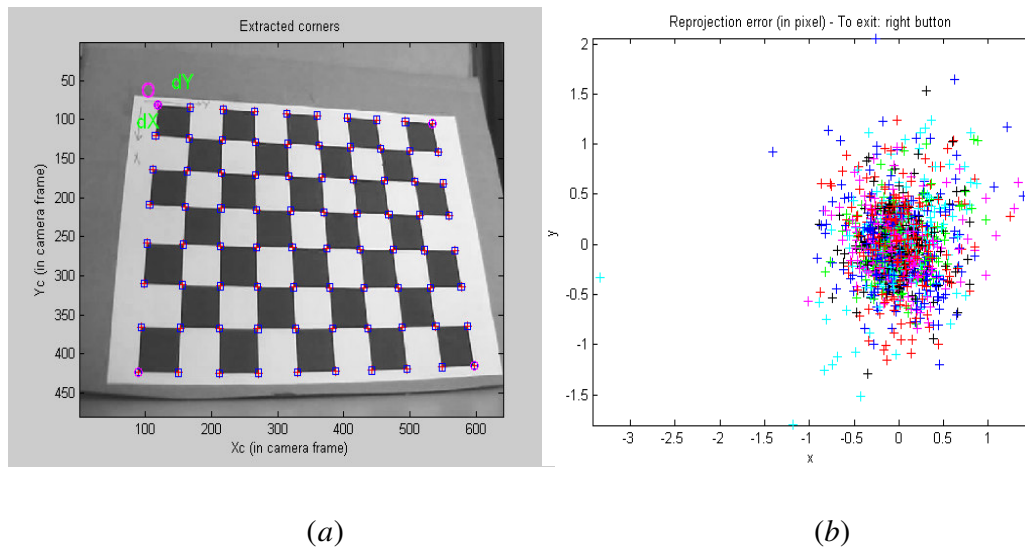 Extracted corners
O
dY
dX
Y
X
50
100
150
200
250
300
350
400
450
Yc (in camera frame)
100 200 300 400 500 600
Xc (in camera frame)
(a)
Reprojection error (in pixel) - To exit: right button
2
1.5
1
0.5
0
-0.5
-1
-1.5
y
-3 -2.5 -2 -1.5 -1 -0.5 0 0.5 1
x
(b)